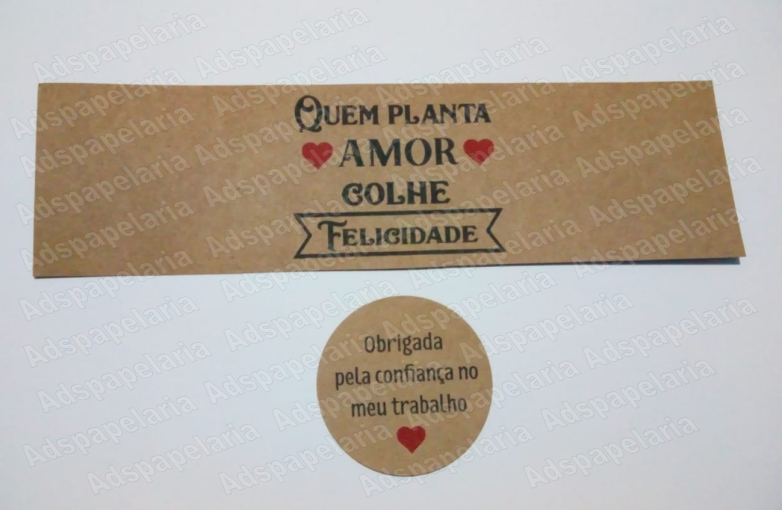 QUEM PLANTA
AMOR
COLHE
FELICIDADE
Obrigada
pela confiança no
meu trabalho
Adspapelaria